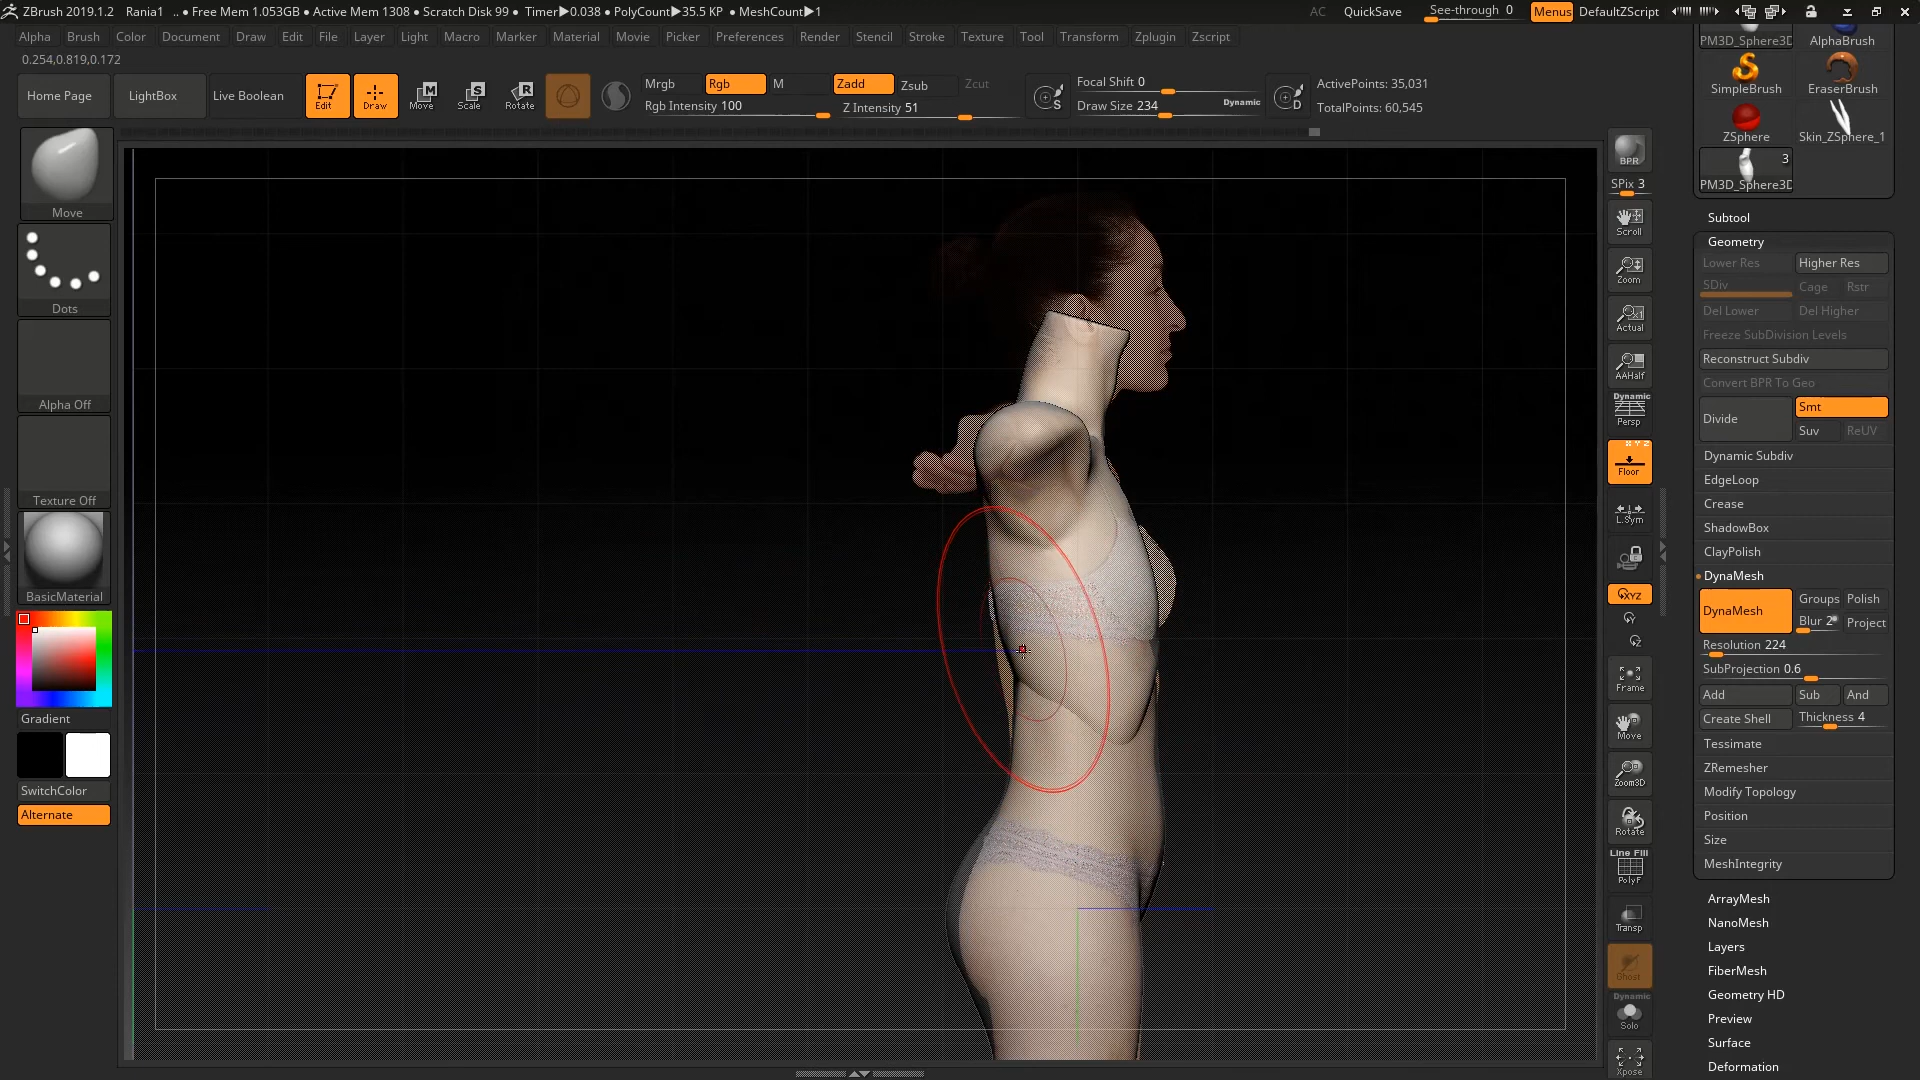 ZBrush 2019.1.2 Rania1 .. ● Free Mem 1.053GB ● Active Mem 1308 ● Scratch Disk 99 ● Timer▶0.038 ● PolyCount▶35.5 KP ● MeshCount▶1 AC QuickSave See-through 0 Menus DefaultZScript
Alpha Brush Color Document Draw Edit File Layer Light Macro Marker Material Movie Picker Preferences Render Stencil Stroke Texture Tool Transform Zplugin Zscript
0.254,0.819,0.172
Home Page LightBox Live Boolean Edit Draw Move Scale Rotate
Mrgb Rgb M Zadd Zsub Zcut
Rgb Intensity 100 Z Intensity 51
Focal Shift 0
Draw Size 234 Dynamic
ActivePoints: 35,031
TotalPoints: 60,545
Move
Dots
Alpha Off
Texture Off
BasicMaterial
Gradient
SwitchColor
Alternate
BPR
SPix 3
Scroll
Zoom
Actual
AAHalf
Dynamic
Persp
X Y Z
Floor
L.Sym
XYZ
Frame
Move
Zoom3D
Rotate
Line Fill
PolyF
Transp
Ghost
Dynamic
Solo
Xpose
PM3D_Sphere3D AlphaBrush
SimpleBrush EraserBrush
ZSphere Skin_ZSphere_1
3
PM3D_Sphere3D
Subtool
Geometry
Lower Res Higher Res
SDiv Cage Rstr
Del Lower Del Higher
Freeze SubDivision Levels
Reconstruct Subdiv
Convert BPR To Geo
Divide Smt
Suv ReUV
Dynamic Subdiv
EdgeLoop
Crease
ShadowBox
ClayPolish
DynaMesh
DynaMesh Groups Polish
Blur 2 Project
Resolution 224
SubProjection 0.6
Add Sub And
Create Shell Thickness 4
Tessimate
ZRemesher
Modify Topology
Position
Size
MeshIntegrity
ArrayMesh
NanoMesh
Layers
FiberMesh
Geometry HD
Preview
Surface
Deformation